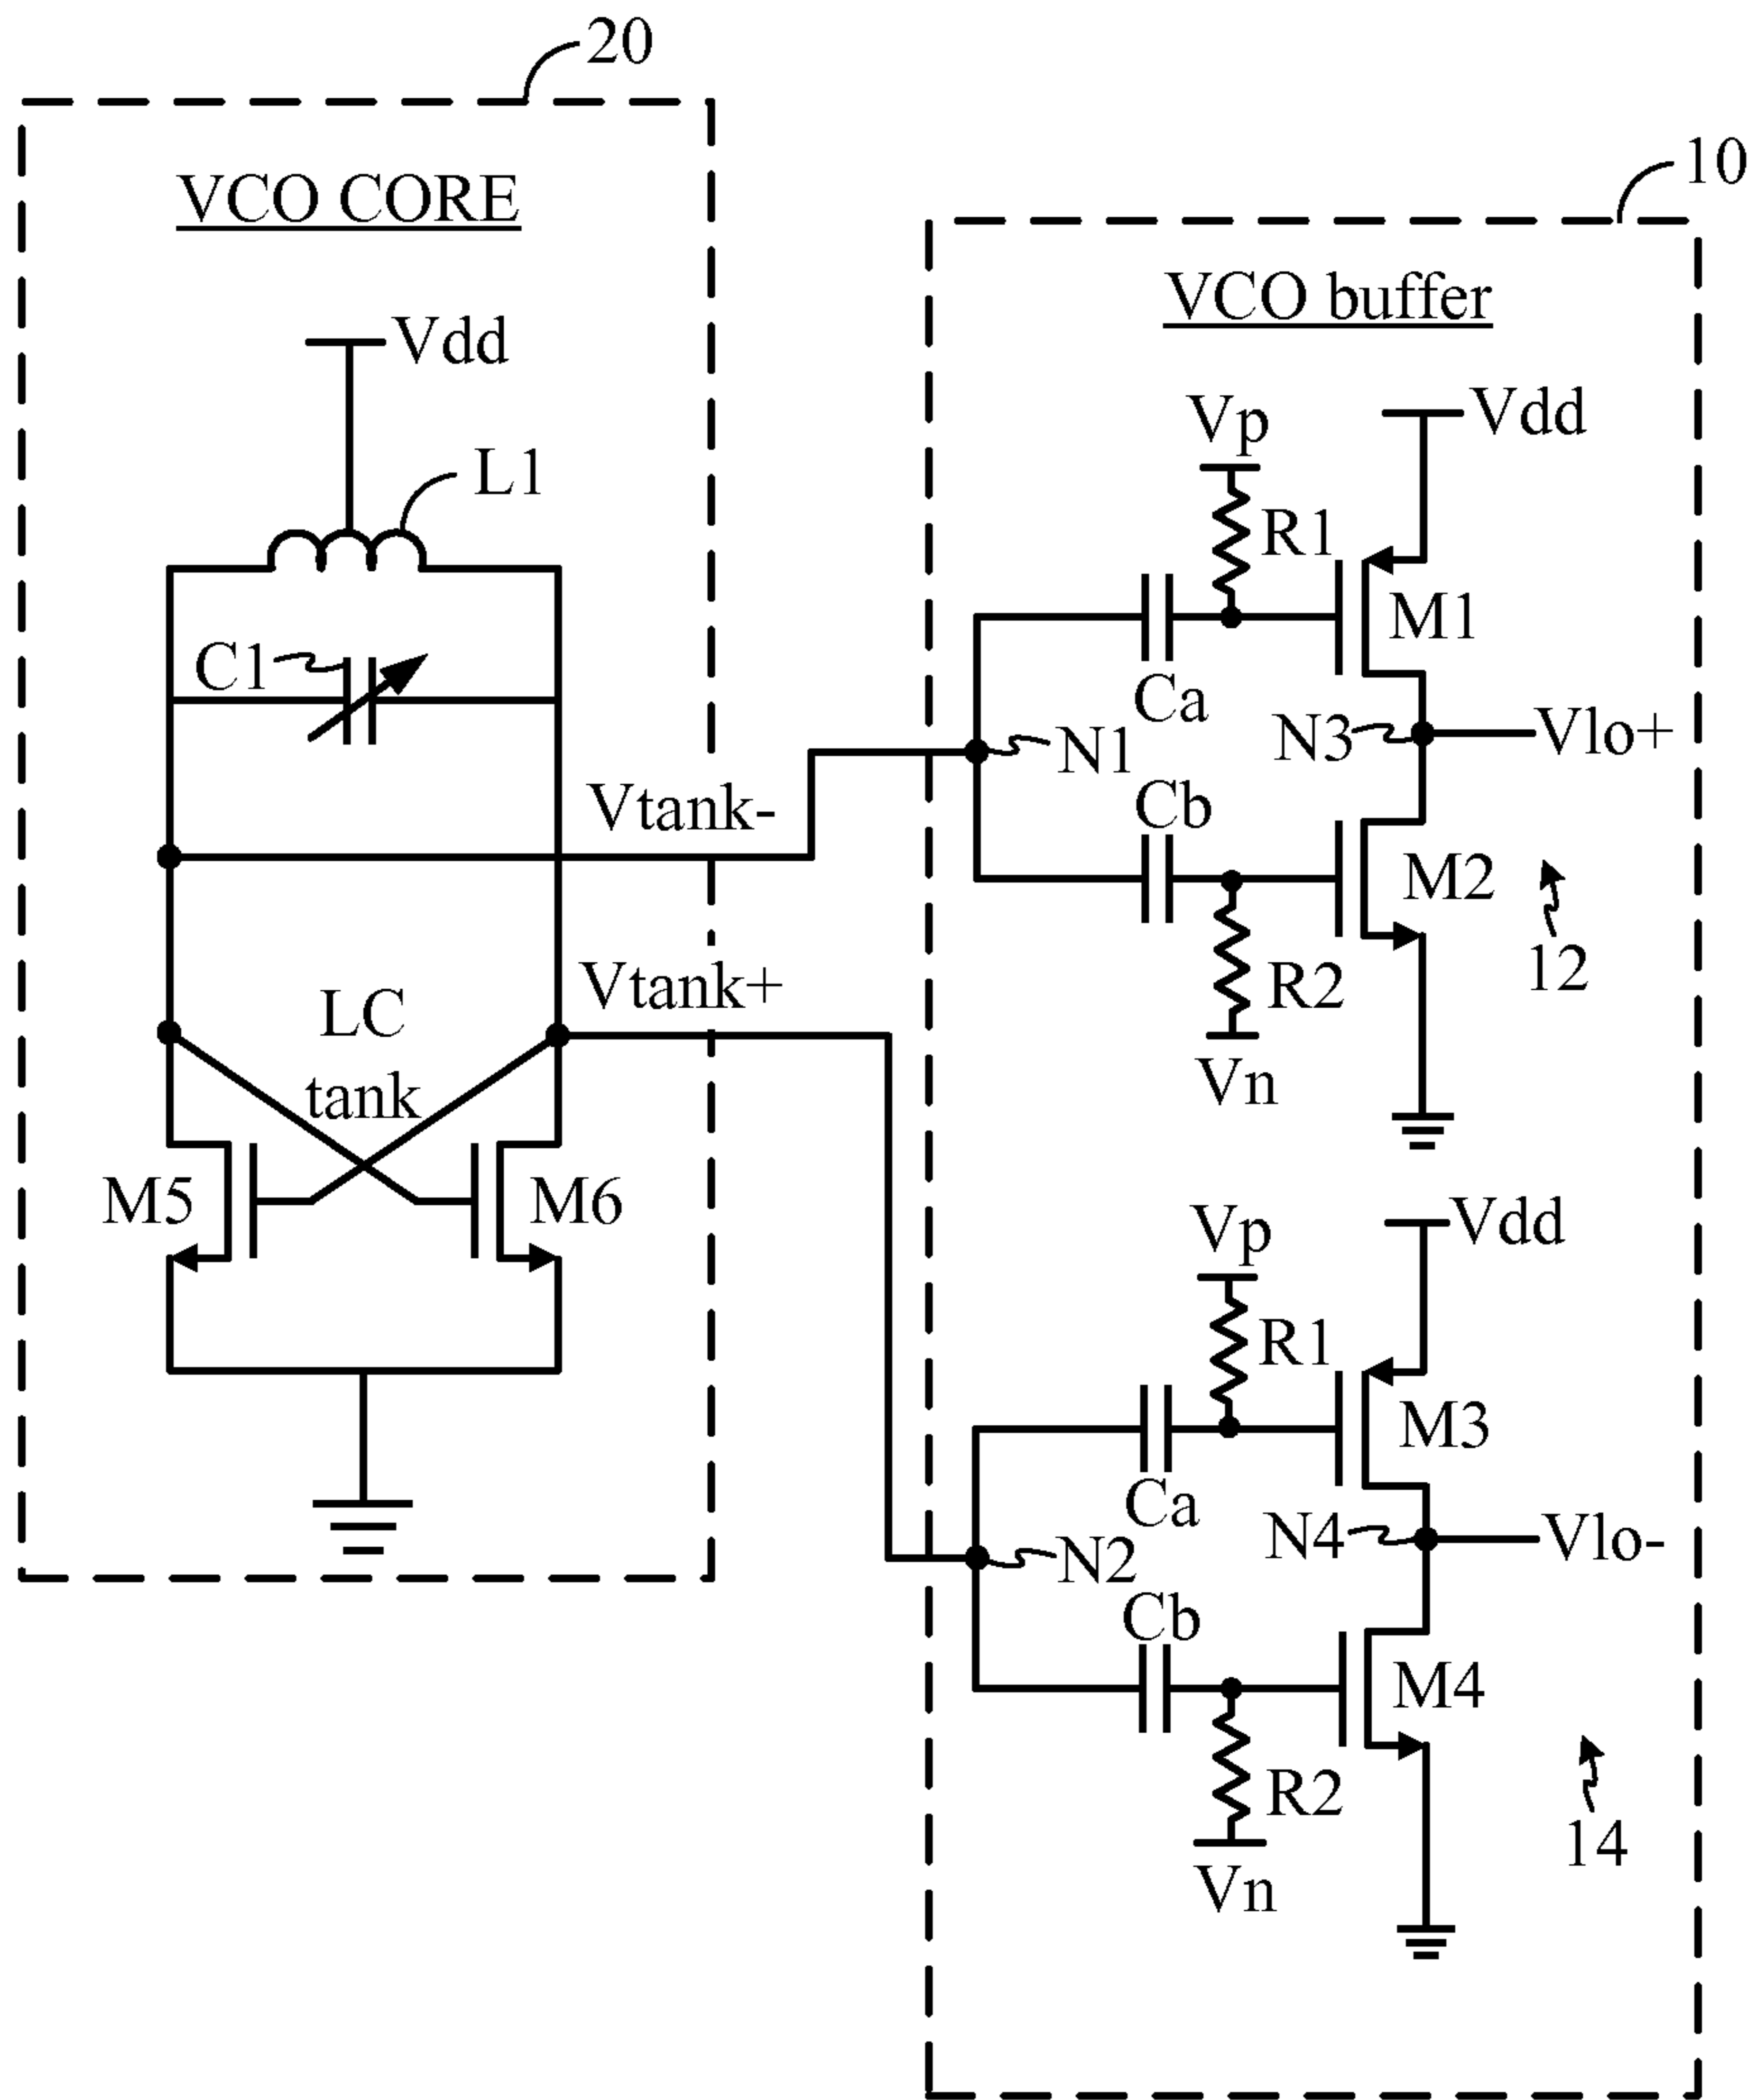 20
VCO CORE
Vdd
L1
C1
Vtank-
Vtank+
LC
tank
M5
M6
10
VCO buffer
Vp
Vdd
R1
M1
Ca
N1
N3
Vlo+
Cb
M2
R2
12
Vn
Vp
Vdd
R1
M3
Ca
N2
N4
Vlo-
Cb
M4
R2
14
Vn